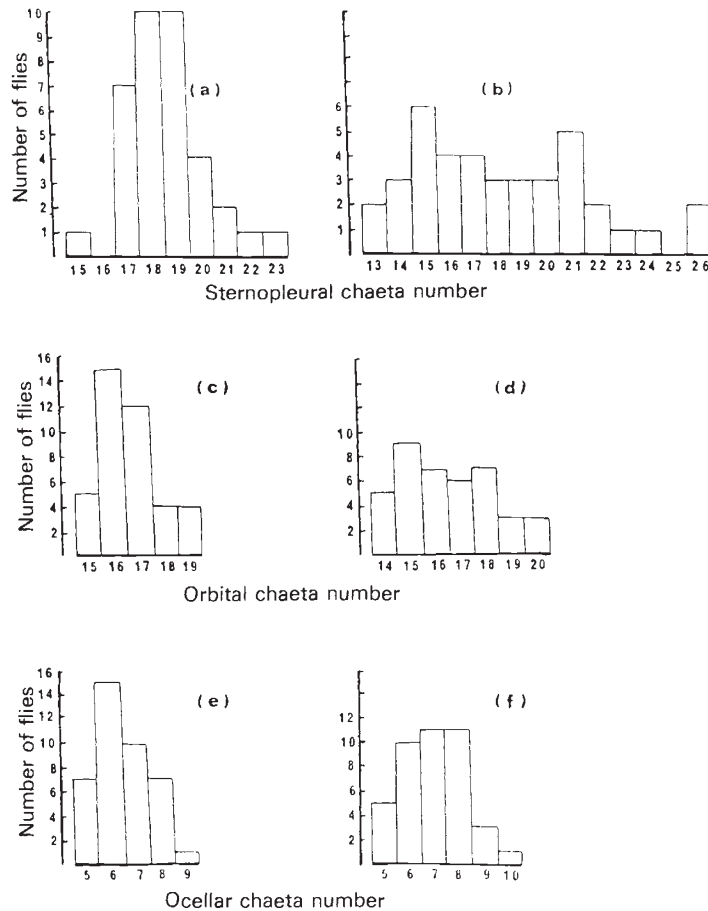 Number of flies
10
9
8
7
6
5
4
3
2
1
(a)
15 16 17 18 19 20 21 22 23
6
5
4
3
2
1
(b)
13 14 15 16 17 18 19 20 21 22 23 24 25 26
Sternopleural chaeta number
Number of flies
16
14
12
10
8
6
4
2
(c)
15 16 17 18 19
10
8
6
4
2
(d)
14 15 16 17 18 19 20
Orbital chaeta number
Number of flies
16
14
12
10
8
6
4
2
(e)
5 6 7 8 9
12
10
8
6
4
2
(f)
5 6 7 8 9 10
Ocellar chaeta number